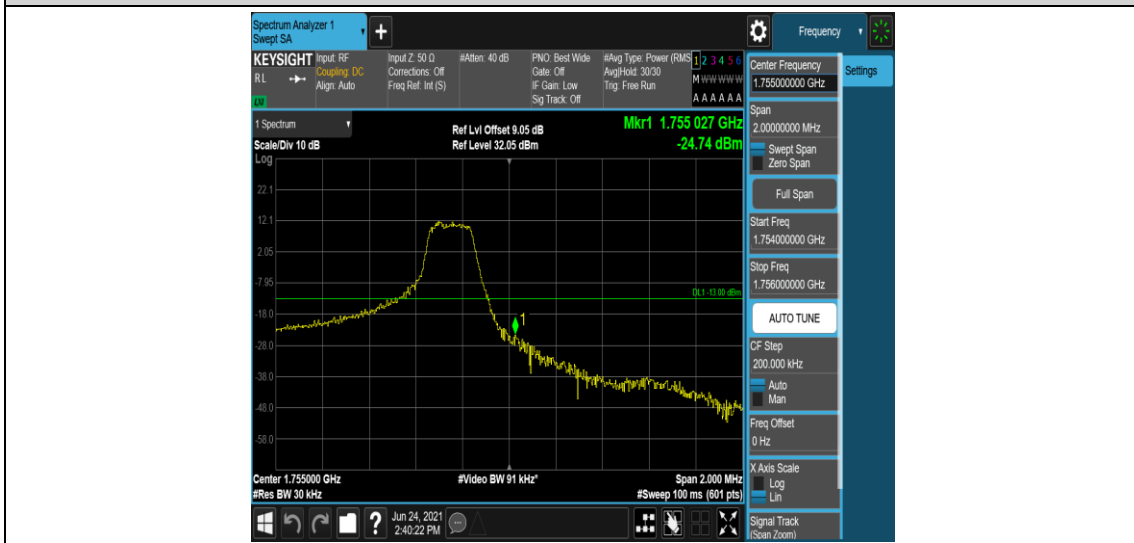 Spectrum Analyzer 1
Swept SA
Frequency
KEYSIGHT
RL
Input: RF
Coupling: DC
Align: Auto
Input Z: 50 Ω
Corrections: Off
Freq Ref: Int (S)
#Atten: 40 dB
PNO: Best Wide
Gate: Off
IF Gain: Low
Sig Track: Off
#Avg Type: Power (RMS
Avg|Hold: 30/30
Trig: Free Run
1 2 3 4 5 6
M W W W W W
A A A A A A
1 Spectrum
Scale/Div 10 dB
Ref Lvl Offset 9.05 dB
Ref Level 32.05 dBm
Mkr1 1.755 027 GHz
-24.74 dBm
Log
22.1
12.1
2.05
-7.95
DL1 -13.00 dBm
-18.0
1
-28.0
-38.0
-48.0
-58.0
Center 1.755000 GHz
#Video BW 91 kHz*
Span 2.000 MHz
#Res BW 30 kHz
#Sweep 100 ms (601 pts)
Center Frequency
1.755000000 GHz
Settings
Span
2.00000000 MHz
Swept Span
Zero Span
Full Span
Start Freq
1.754000000 GHz
Stop Freq
1.756000000 GHz
AUTO TUNE
CF Step
200.000 kHz
Auto
Man
Freq Offset
0 Hz
X Axis Scale
Log
Lin
Signal Track
(Span Zoom)
?
Jun 24, 2021
2:40:22 PM